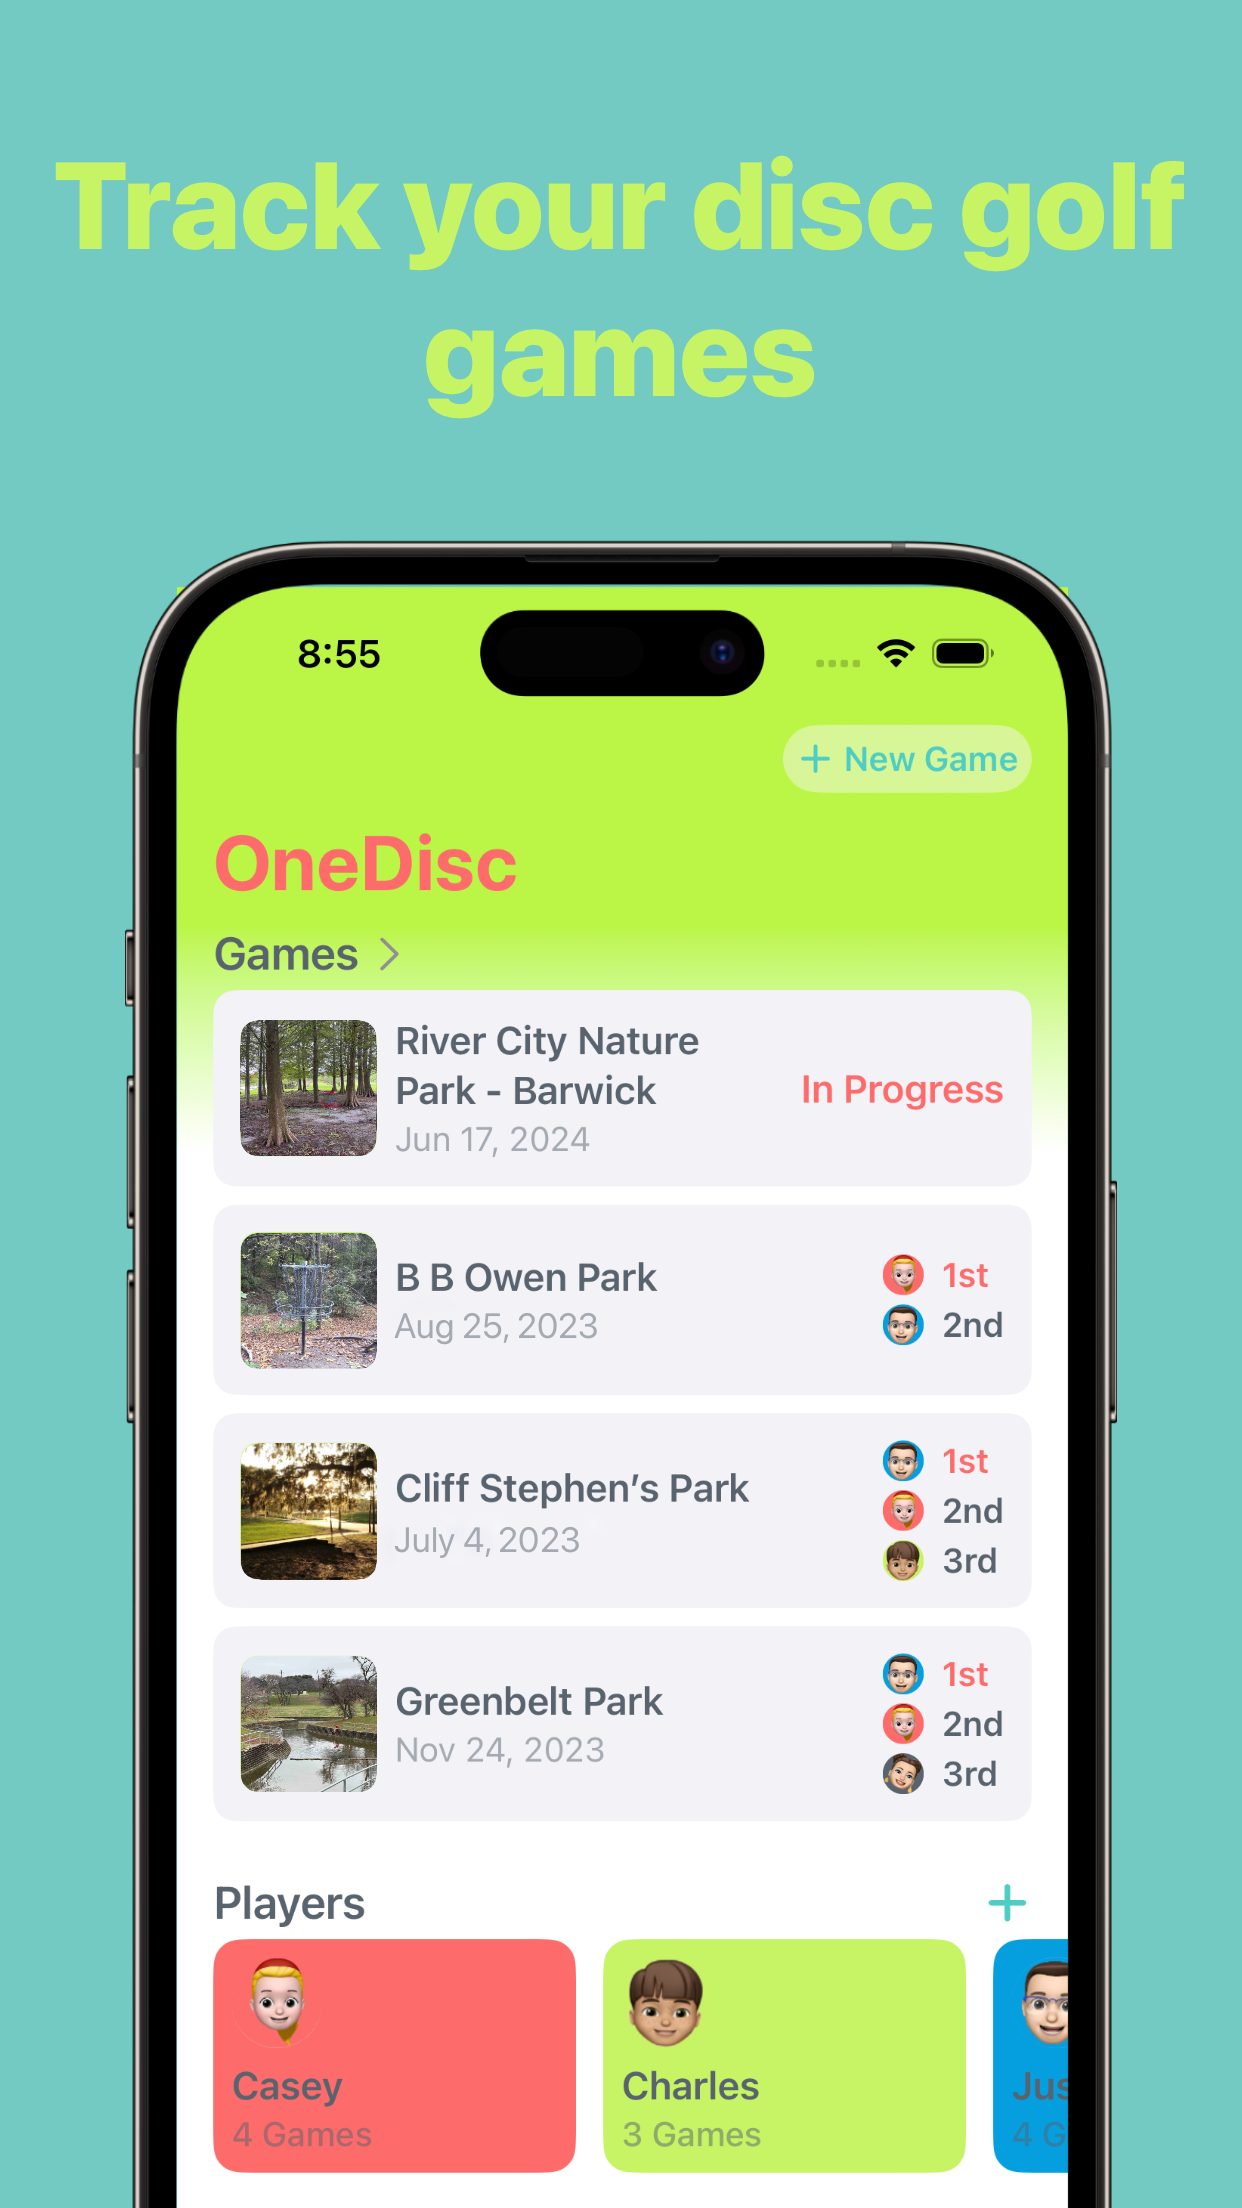 Track your disc golf
games
8:55
+ New Game
OneDisc
Games >
River City Nature
Park - Barwick
Jun 17, 2024
In Progress
B B Owen Park
Aug 25, 2023
1st
2nd
Cliff Stephen’s Park
July 4, 2023
1st
2nd
3rd
Greenbelt Park
Nov 24, 2023
1st
2nd
3rd
Players +
Casey
4 Games
Charles
3 Games
Jus
4 G